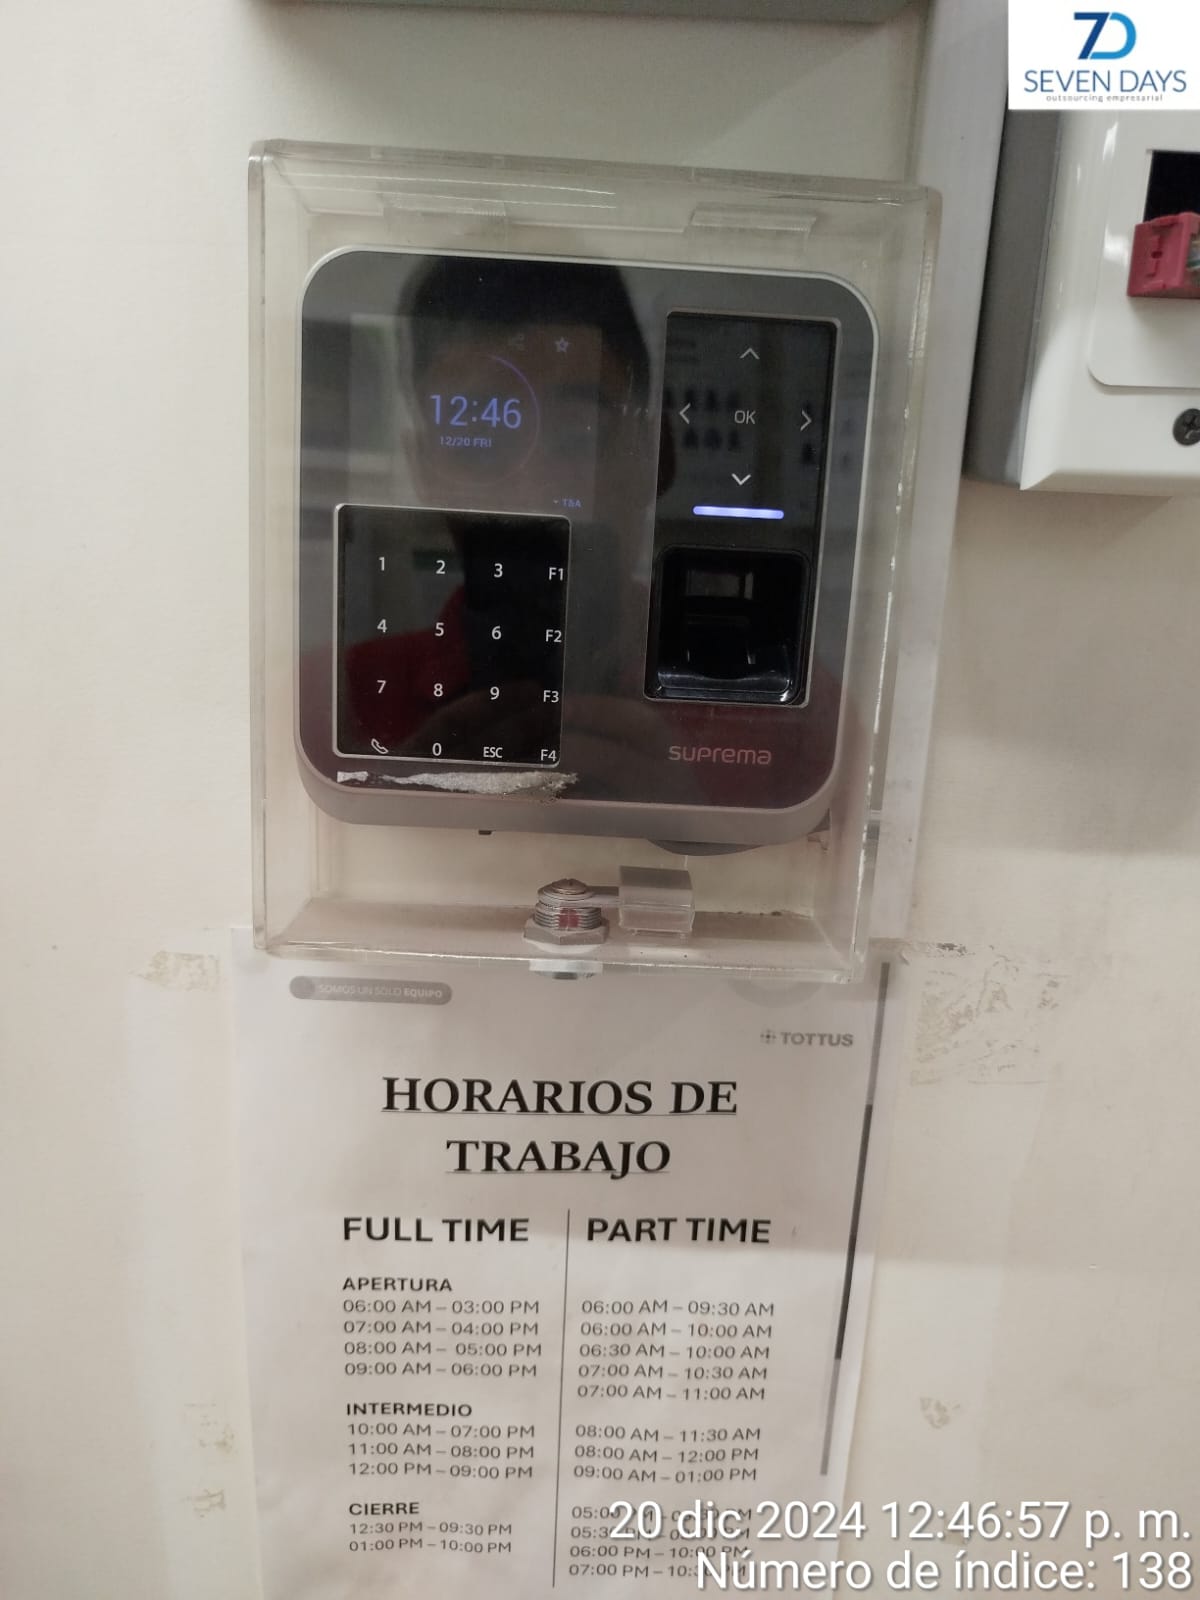 7D
SEVEN DAYS
outsourcing empresarial
12:46
12/20 FRI
T&A
OK
1 2 3 F1
4 5 6 F2
7 8 9 F3
0 ESC F4
suprema
SOMOS UN SOLO EQUIPO
TOTTUS
HORARIOS DE
TRABAJO
FULL TIME
APERTURA
06:00 AM – 03:00 PM
07:00 AM – 04:00 PM
08:00 AM – 05:00 PM
09:00 AM – 06:00 PM
INTERMEDIO
10:00 AM – 07:00 PM
11:00 AM – 08:00 PM
12:00 PM – 09:00 PM
CIERRE
12:30 PM – 09:30 PM
01:00 PM – 10:00 PM
PART TIME
06:00 AM – 09:30 AM
06:00 AM – 10:00 AM
06:30 AM – 10:00 AM
07:00 AM – 10:30 AM
07:00 AM – 11:00 AM
08:00 AM – 11:30 AM
08:00 AM – 12:00 PM
09:00 AM – 01:00 PM
06:00 PM – 10:00 PM
07:00 PM –
20 dic 2024 12:46:57 p. m.
Número de índice: 138